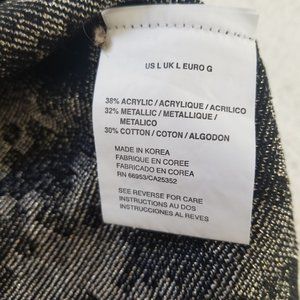 US L UK L EURO G
38% ACRYLIC / ACRYLIQUE / ACRILICO
32% METALLIC / METALLIQUE /
METALICO
30% COTTON / COTON / ALGODON
MADE IN KOREA
FABRIQUE EN COREE
FABRICADO EN COREA
RN 66953/CA25352
SEE REVERSE FOR CARE
INSTRUCTIONS AU DOS
INSTRUCCIONES AL REVES